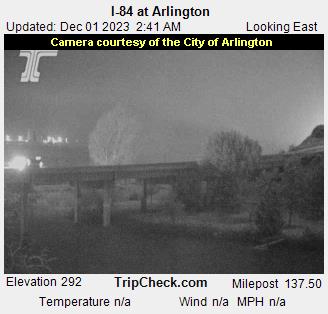 I-84 at Arlington
Updated: Dec 01 2023 2:41 AM Looking East
Camera courtesy of the City of Arlington
Elevation 292 TripCheck.com Milepost 137.50
Temperature n/a Wind n/a MPH n/a